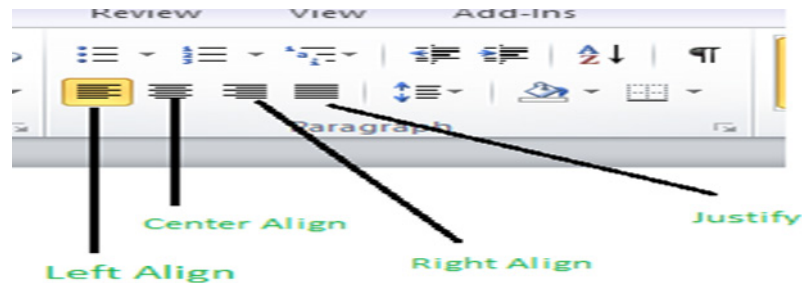 Review View Add-Ins
Paragraph
Center Align
Justify
Left Align
Right Align